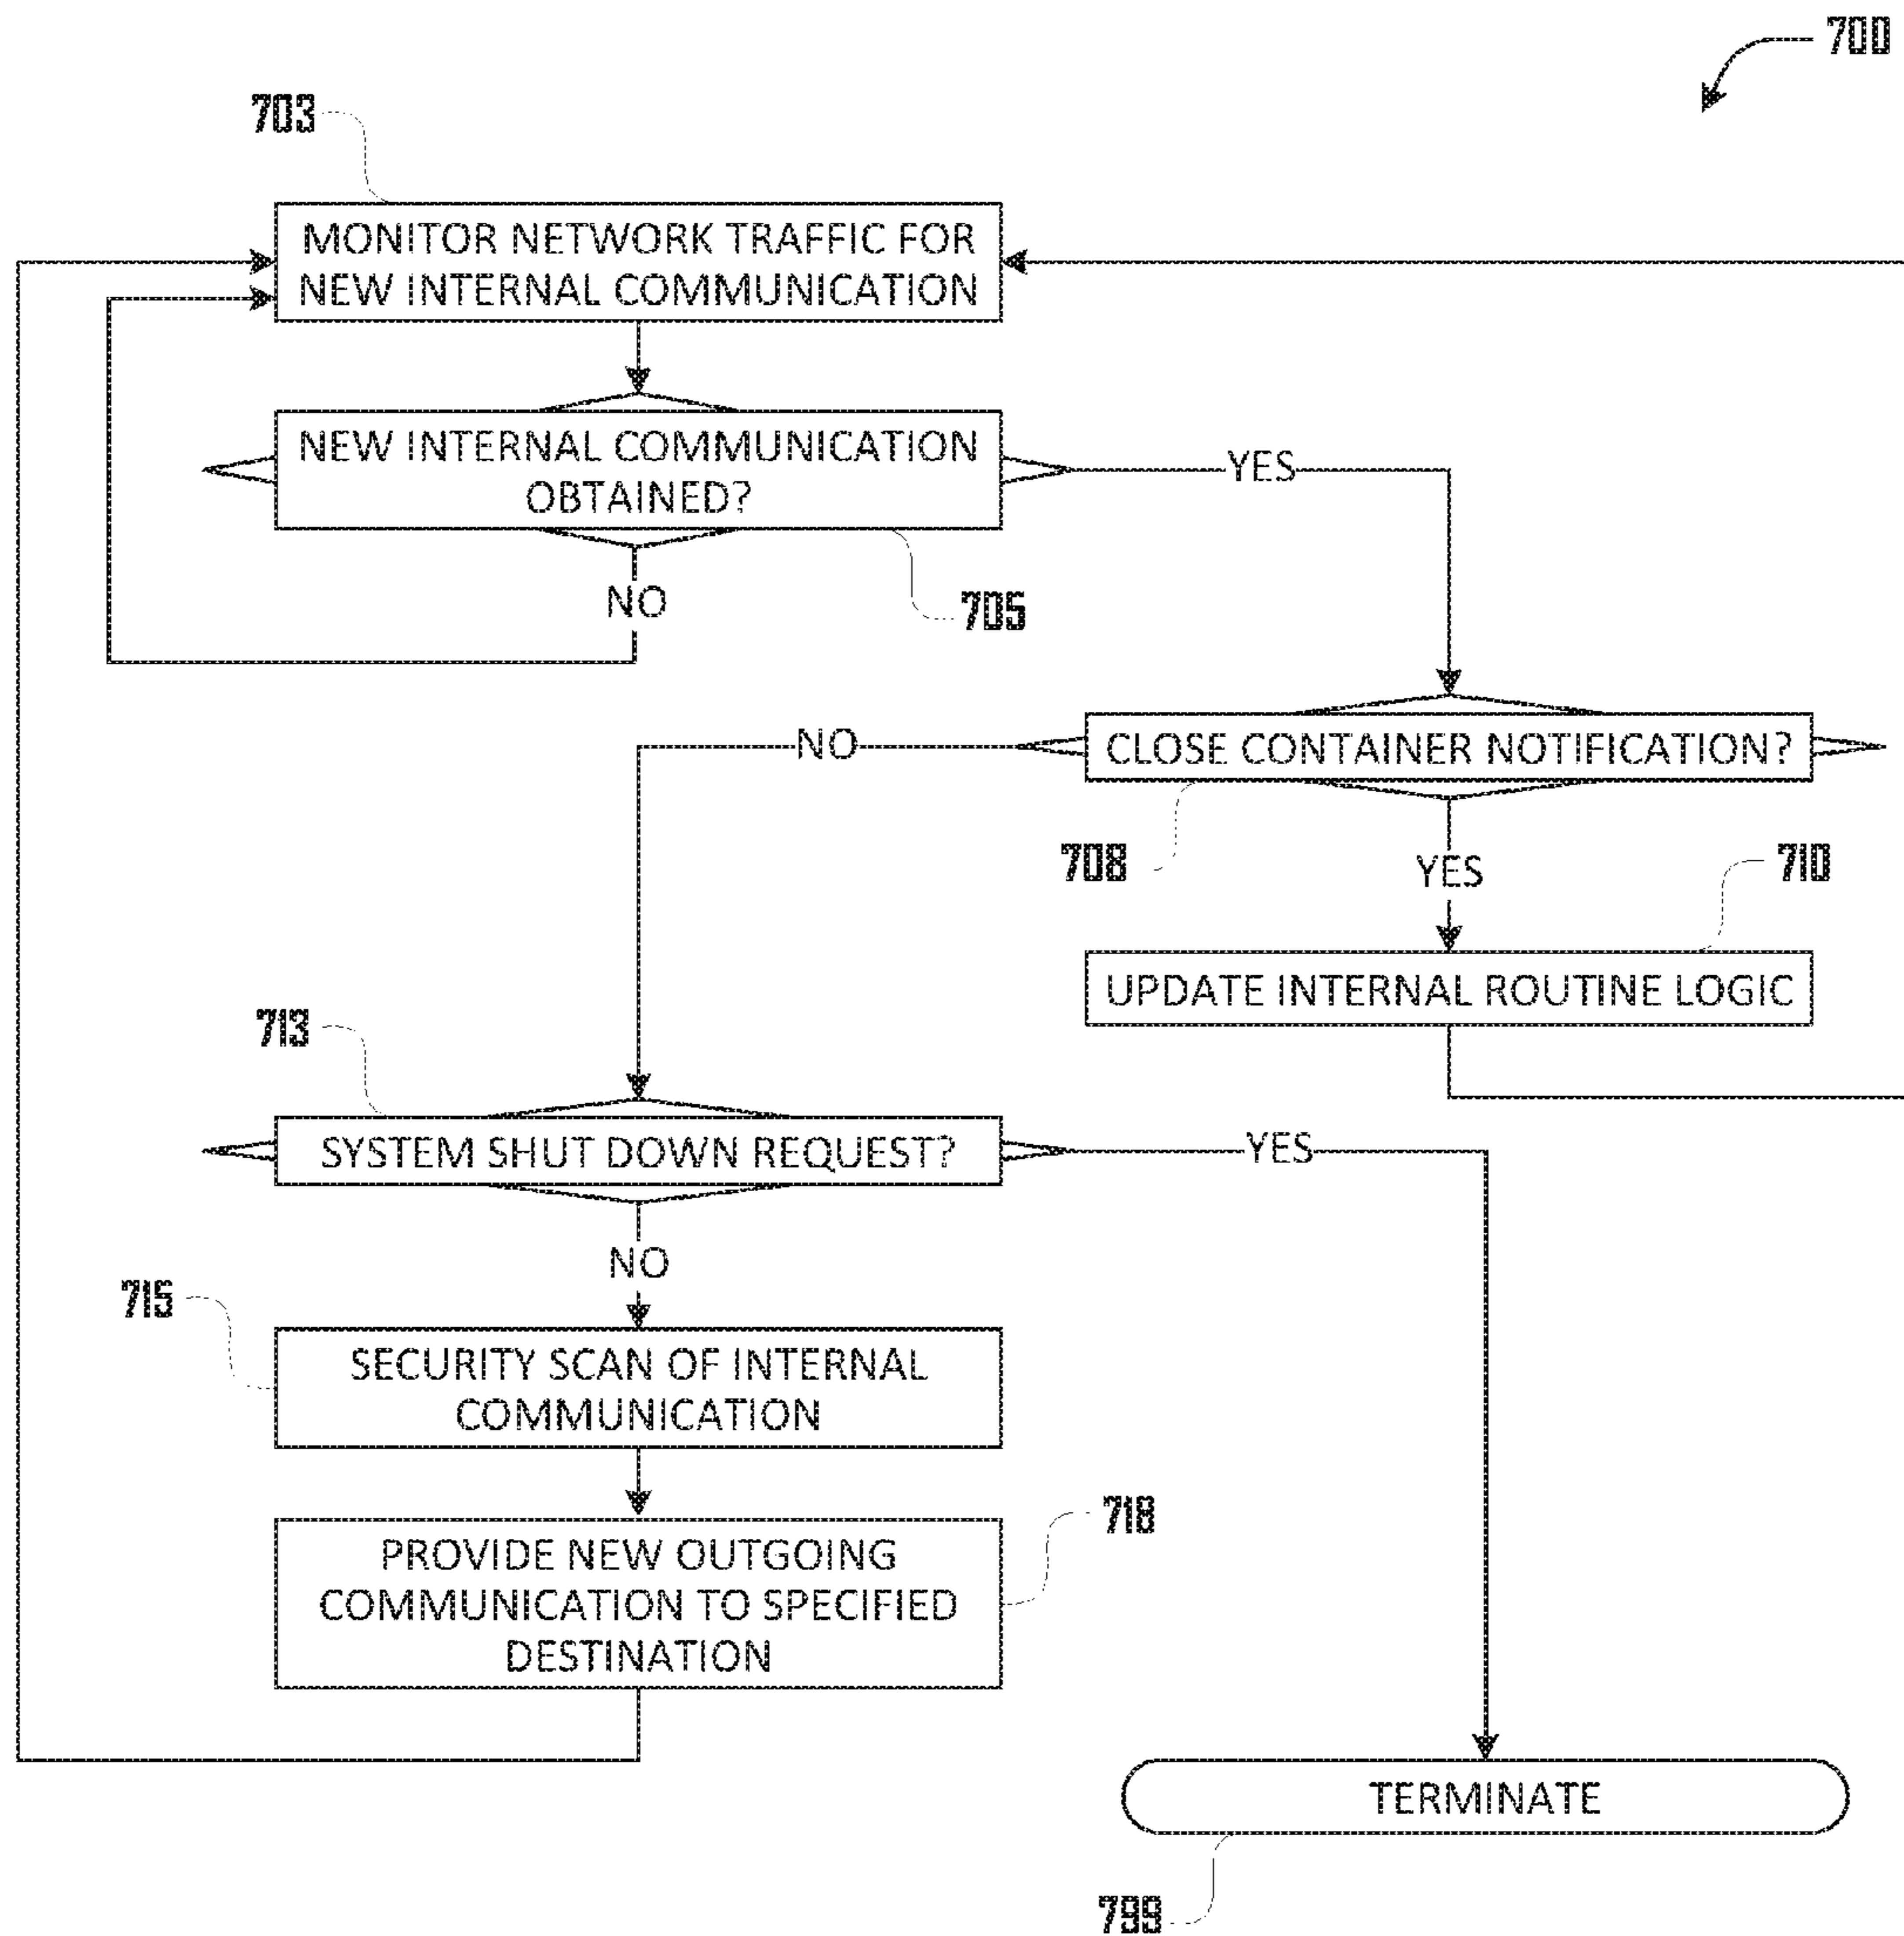 700
703
MONITOR NETWORK TRAFFIC FOR
NEW INTERNAL COMMUNICATION
NEW INTERNAL COMMUNICATION
OBTAINED?
YES
NO
705
NO
CLOSE CONTAINER NOTIFICATION?
708
YES
710
UPDATE INTERNAL ROUTINE LOGIC
713
SYSTEM SHUT DOWN REQUEST?
YES
NO
715
SECURITY SCAN OF INTERNAL
COMMUNICATION
718
PROVIDE NEW OUTGOING
COMMUNICATION TO SPECIFIED
DESTINATION
TERMINATE
799